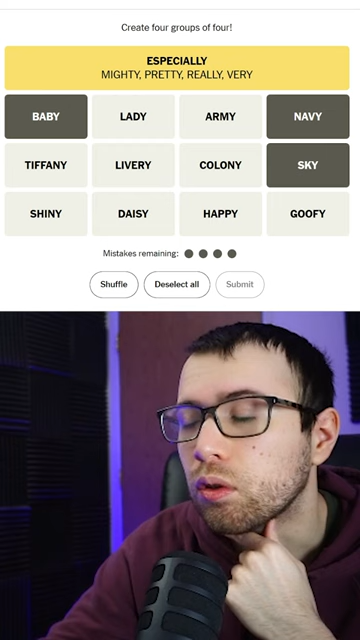 Create four groups of four!
ESPECIALLY
MIGHTY, PRETTY, REALLY, VERY
BABY LADY ARMY NAVY
TIFFANY LIVERY COLONY SKY
SHINY DAISY HAPPY GOOFY
Mistakes remaining:
Shuffle Deselect all Submit